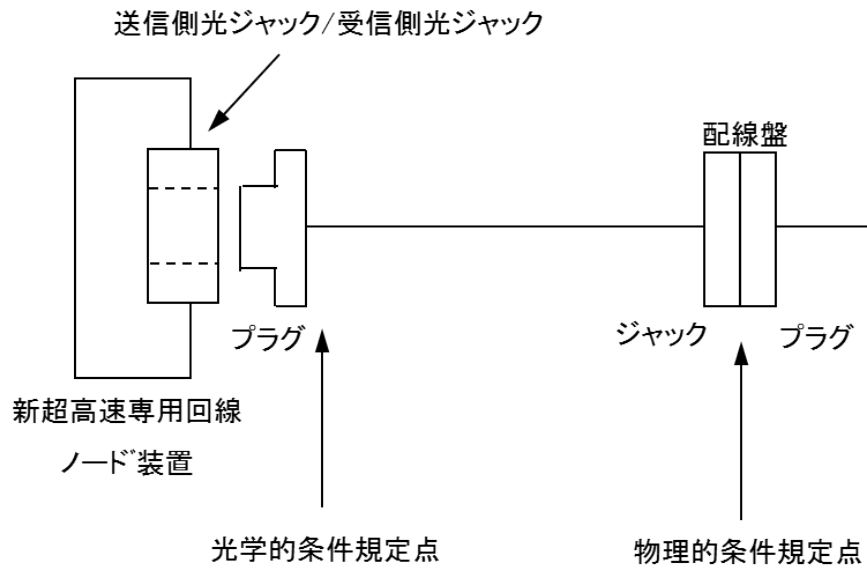 送信側光ジャック/受信側光ジャック
配線盤
プラグ
ジャック
プラグ
新超高速専用回線
ノード装置
光学的条件規定点
物理的条件規定点